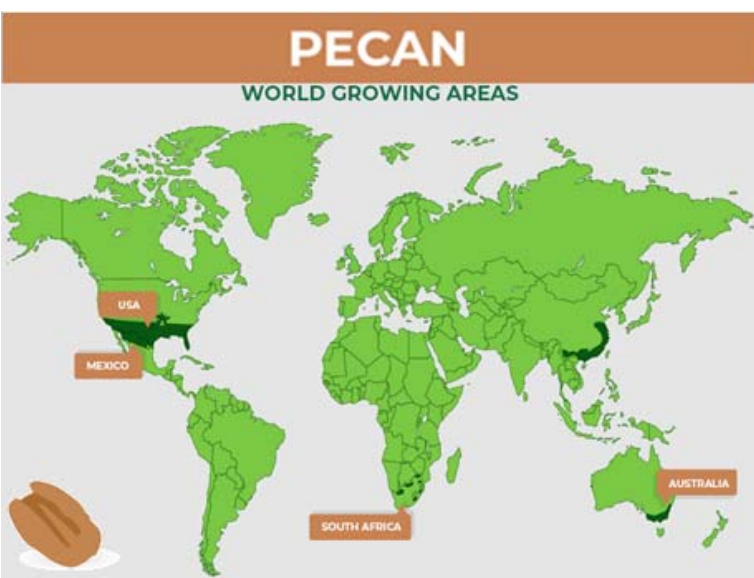 PECAN
WORLD GROWING AREAS
USA
MEXICO
AUSTRALIA
SOUTH AFRICA